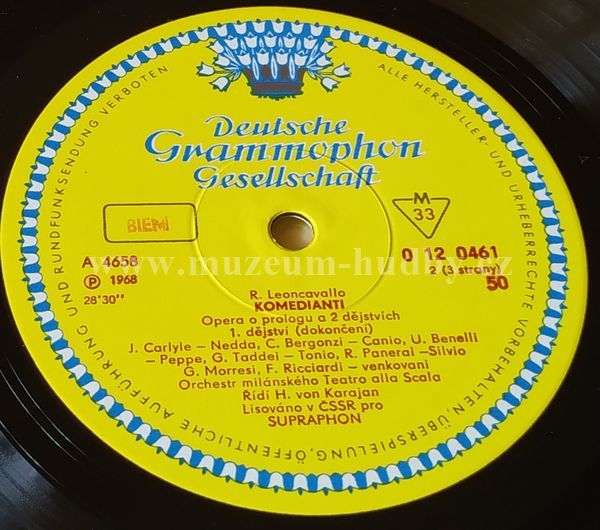 ALLE HERSTELLER- UND URHEBERRECHTE VORBEHALTEN·ÜBERSPIELUNG, ÖFFENTLICHE AUFFÜHRUNG UND RUNDFUNKSENDUNG VERBOTEN
Deutsche
Grammophon
Gesellschaft
BIEM
M
33
A 4658
0 12 0461
2 (3 strany)
℗ 1968
50
28'30''
www.muzeum-hudby.cz
R. Leoncavallo
KOMEDIANTI
Opera o prologu a 2 dějstvích
1. dějství (dokončení)
J. Carlyle - Nedda, C. Bergonzi - Canio, U. Benelli
- Peppe, G. Taddei - Tonio, R. Panerai -Silvio
G. Morresi, F. Ricciardi - venkovani
Orchestr milánského Teatro alla Scala
Řídí H. von Karajan
Lisováno v ČSSR pro
SUPRAPHON